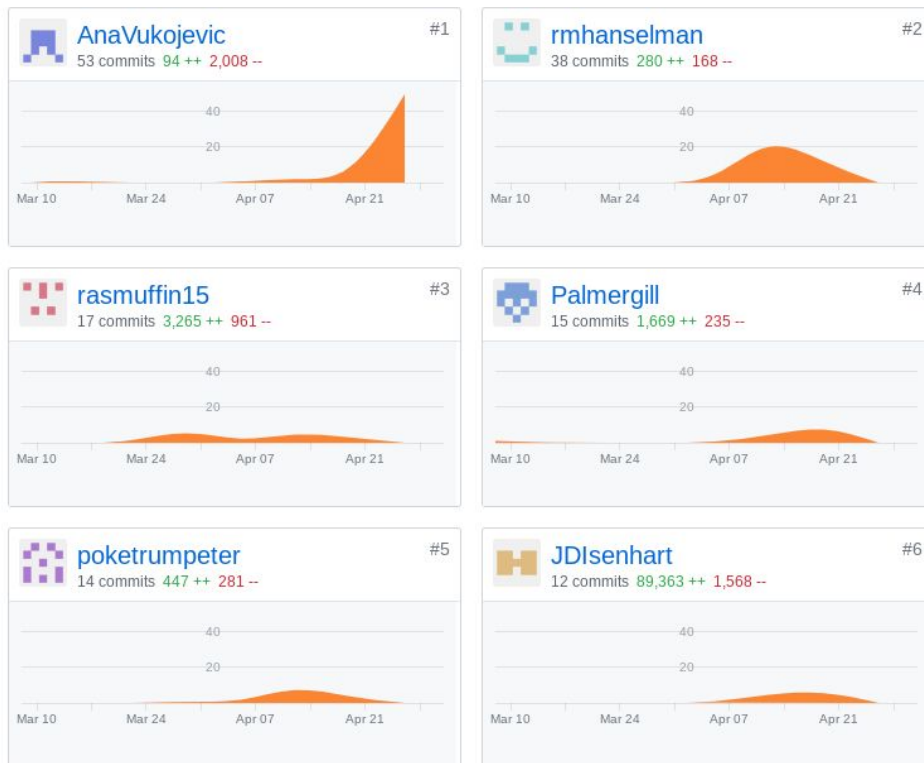 AnaVukojevic #1
53 commits 94 ++ 2,008 --
40
20
Mar 10 Mar 24 Apr 07 Apr 21
rmhanselman #2
38 commits 280 ++ 168 --
40
20
Mar 10 Mar 24 Apr 07 Apr 21
rasmuffin15 #3
17 commits 3,265 ++ 961 --
40
20
Mar 10 Mar 24 Apr 07 Apr 21
Palmergill #4
15 commits 1,669 ++ 235 --
40
20
Mar 10 Mar 24 Apr 07 Apr 21
poketrumpeter #5
14 commits 447 ++ 281 --
40
20
Mar 10 Mar 24 Apr 07 Apr 21
JDIsenhart #6
12 commits 89,363 ++ 1,568 --
40
20
Mar 10 Mar 24 Apr 07 Apr 21